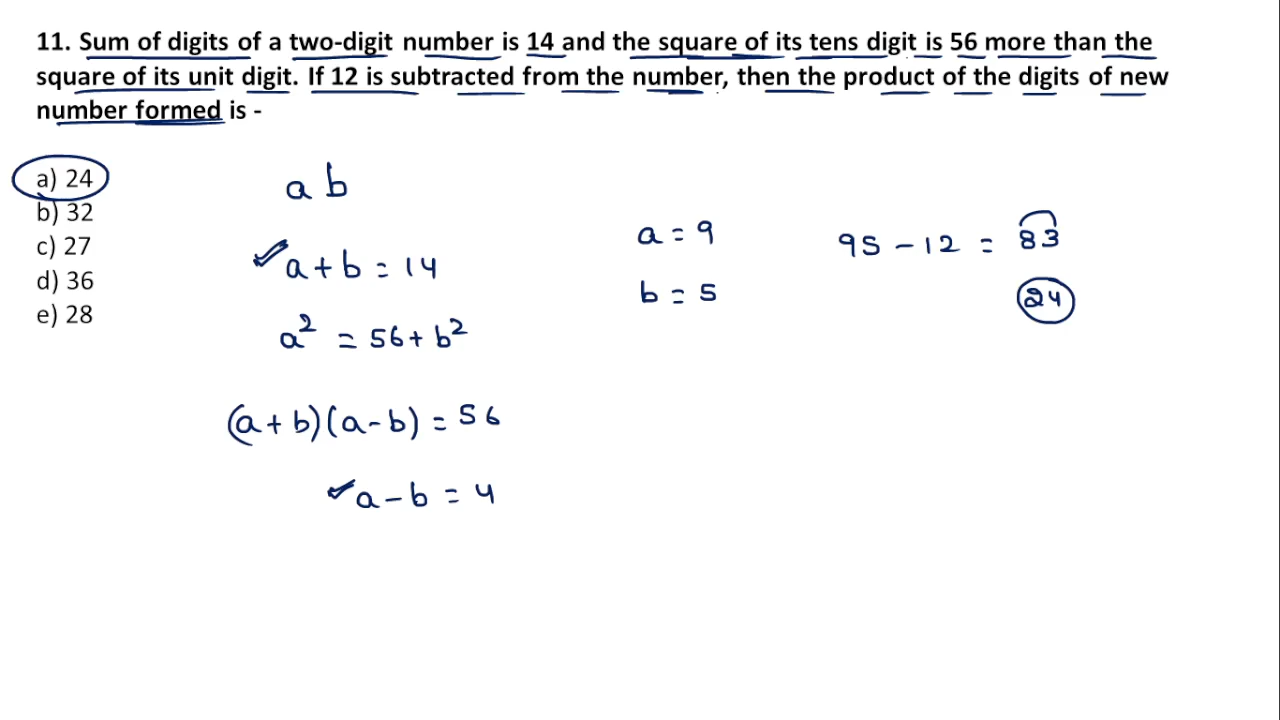 11. Sum of digits of a two-digit number is 14 and the square of its tens digit is 56 more than the
square of its unit digit. If 12 is subtracted from the number, then the product of the digits of new
number formed is -
a) 24
b) 32
c) 27
d) 36
e) 28
a b
a + b = 14
a² = 56 + b²
(a + b)(a - b) = 56
a - b = 4
a = 9
b = 5
95 - 12 = 83
24